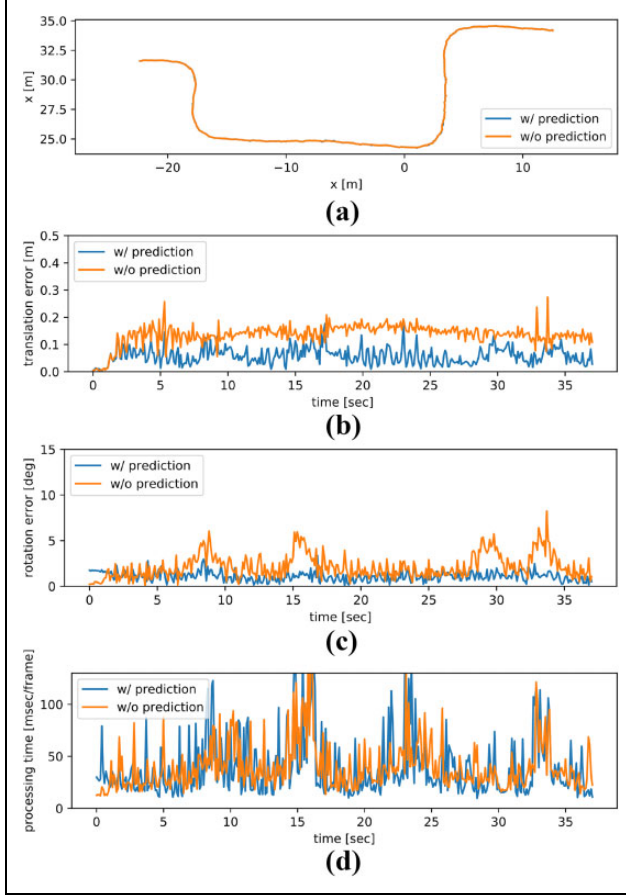 35.0
32.5
30.0
27.5
25.0
x [m]
w/ prediction
w/o prediction
−20
−10
0
10
x [m]
(a)
0.5
0.4
0.3
0.2
0.1
0.0
translation error [m]
w/ prediction
w/o prediction
0
5
10
15
20
25
30
35
time [sec]
(b)
15
10
5
0
rotation error [deg]
w/ prediction
w/o prediction
0
5
10
15
20
25
30
35
time [sec]
(c)
100
50
0
processing time [msec/frame]
w/ prediction
w/o prediction
0
5
10
15
20
25
30
35
time [sec]
(d)